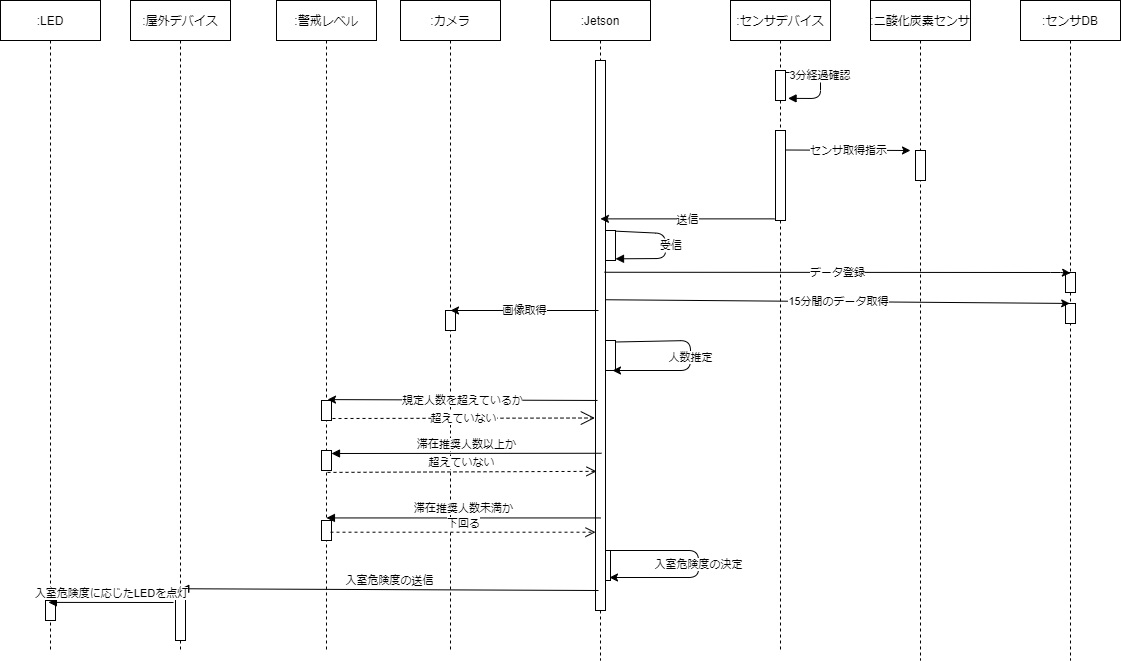 :LED
:屋外デバイス
:警戒レベル
:カメラ
:Jetson
:センサデバイス
:二酸化炭素センサ
:センサDB
3分経過確認
センサ取得指示
送信
受信
データ登録
15分間のデータ取得
画像取得
人数推定
規定人数を超えているか
超えていない
滞在推奨人数以上か
超えていない
滞在推奨人数未満か
下回る
入室危険度の決定
入室危険度の送信
入室危険度に応じたLEDを点灯